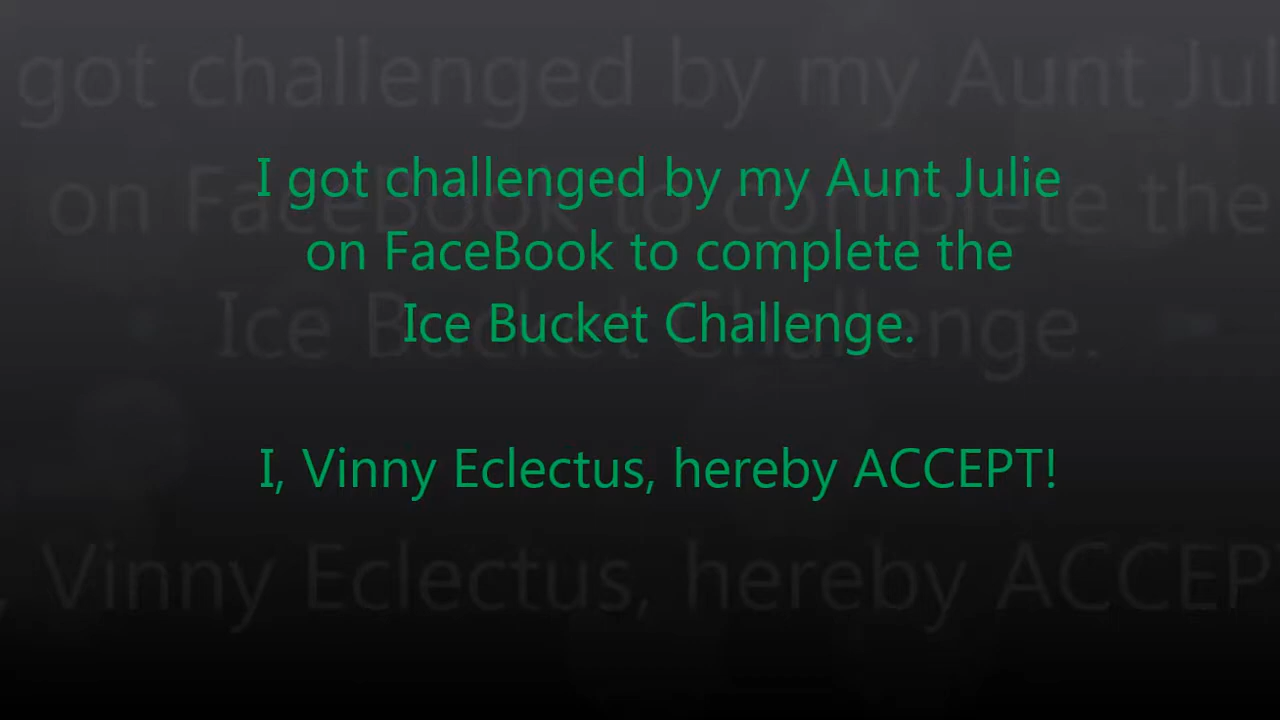 I got challenged by my Aunt Julie
on FaceBook to complete the
Ice Bucket Challenge.
I, Vinny Eclectus, hereby ACCEPT!